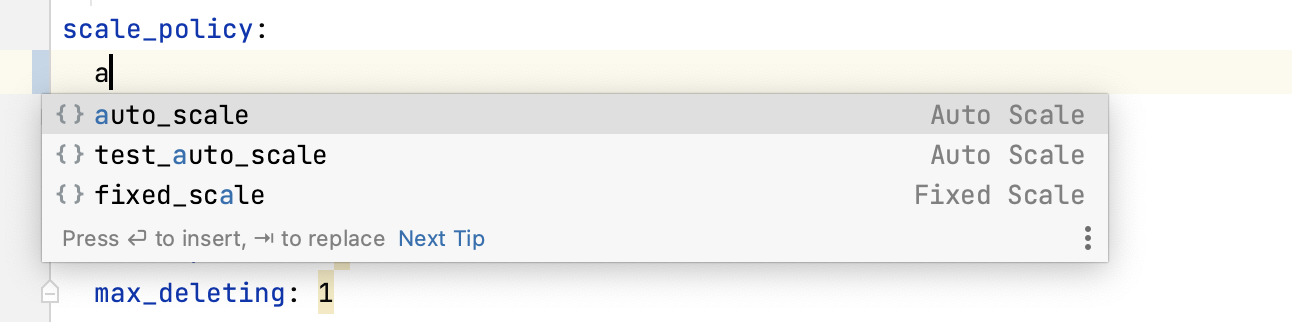 scale_policy:
a
{} auto_scale Auto Scale
{} test_auto_scale Auto Scale
{} fixed_scale Fixed Scale
Press ↩ to insert, ⇥ to replace Next Tip
max_deleting: 1